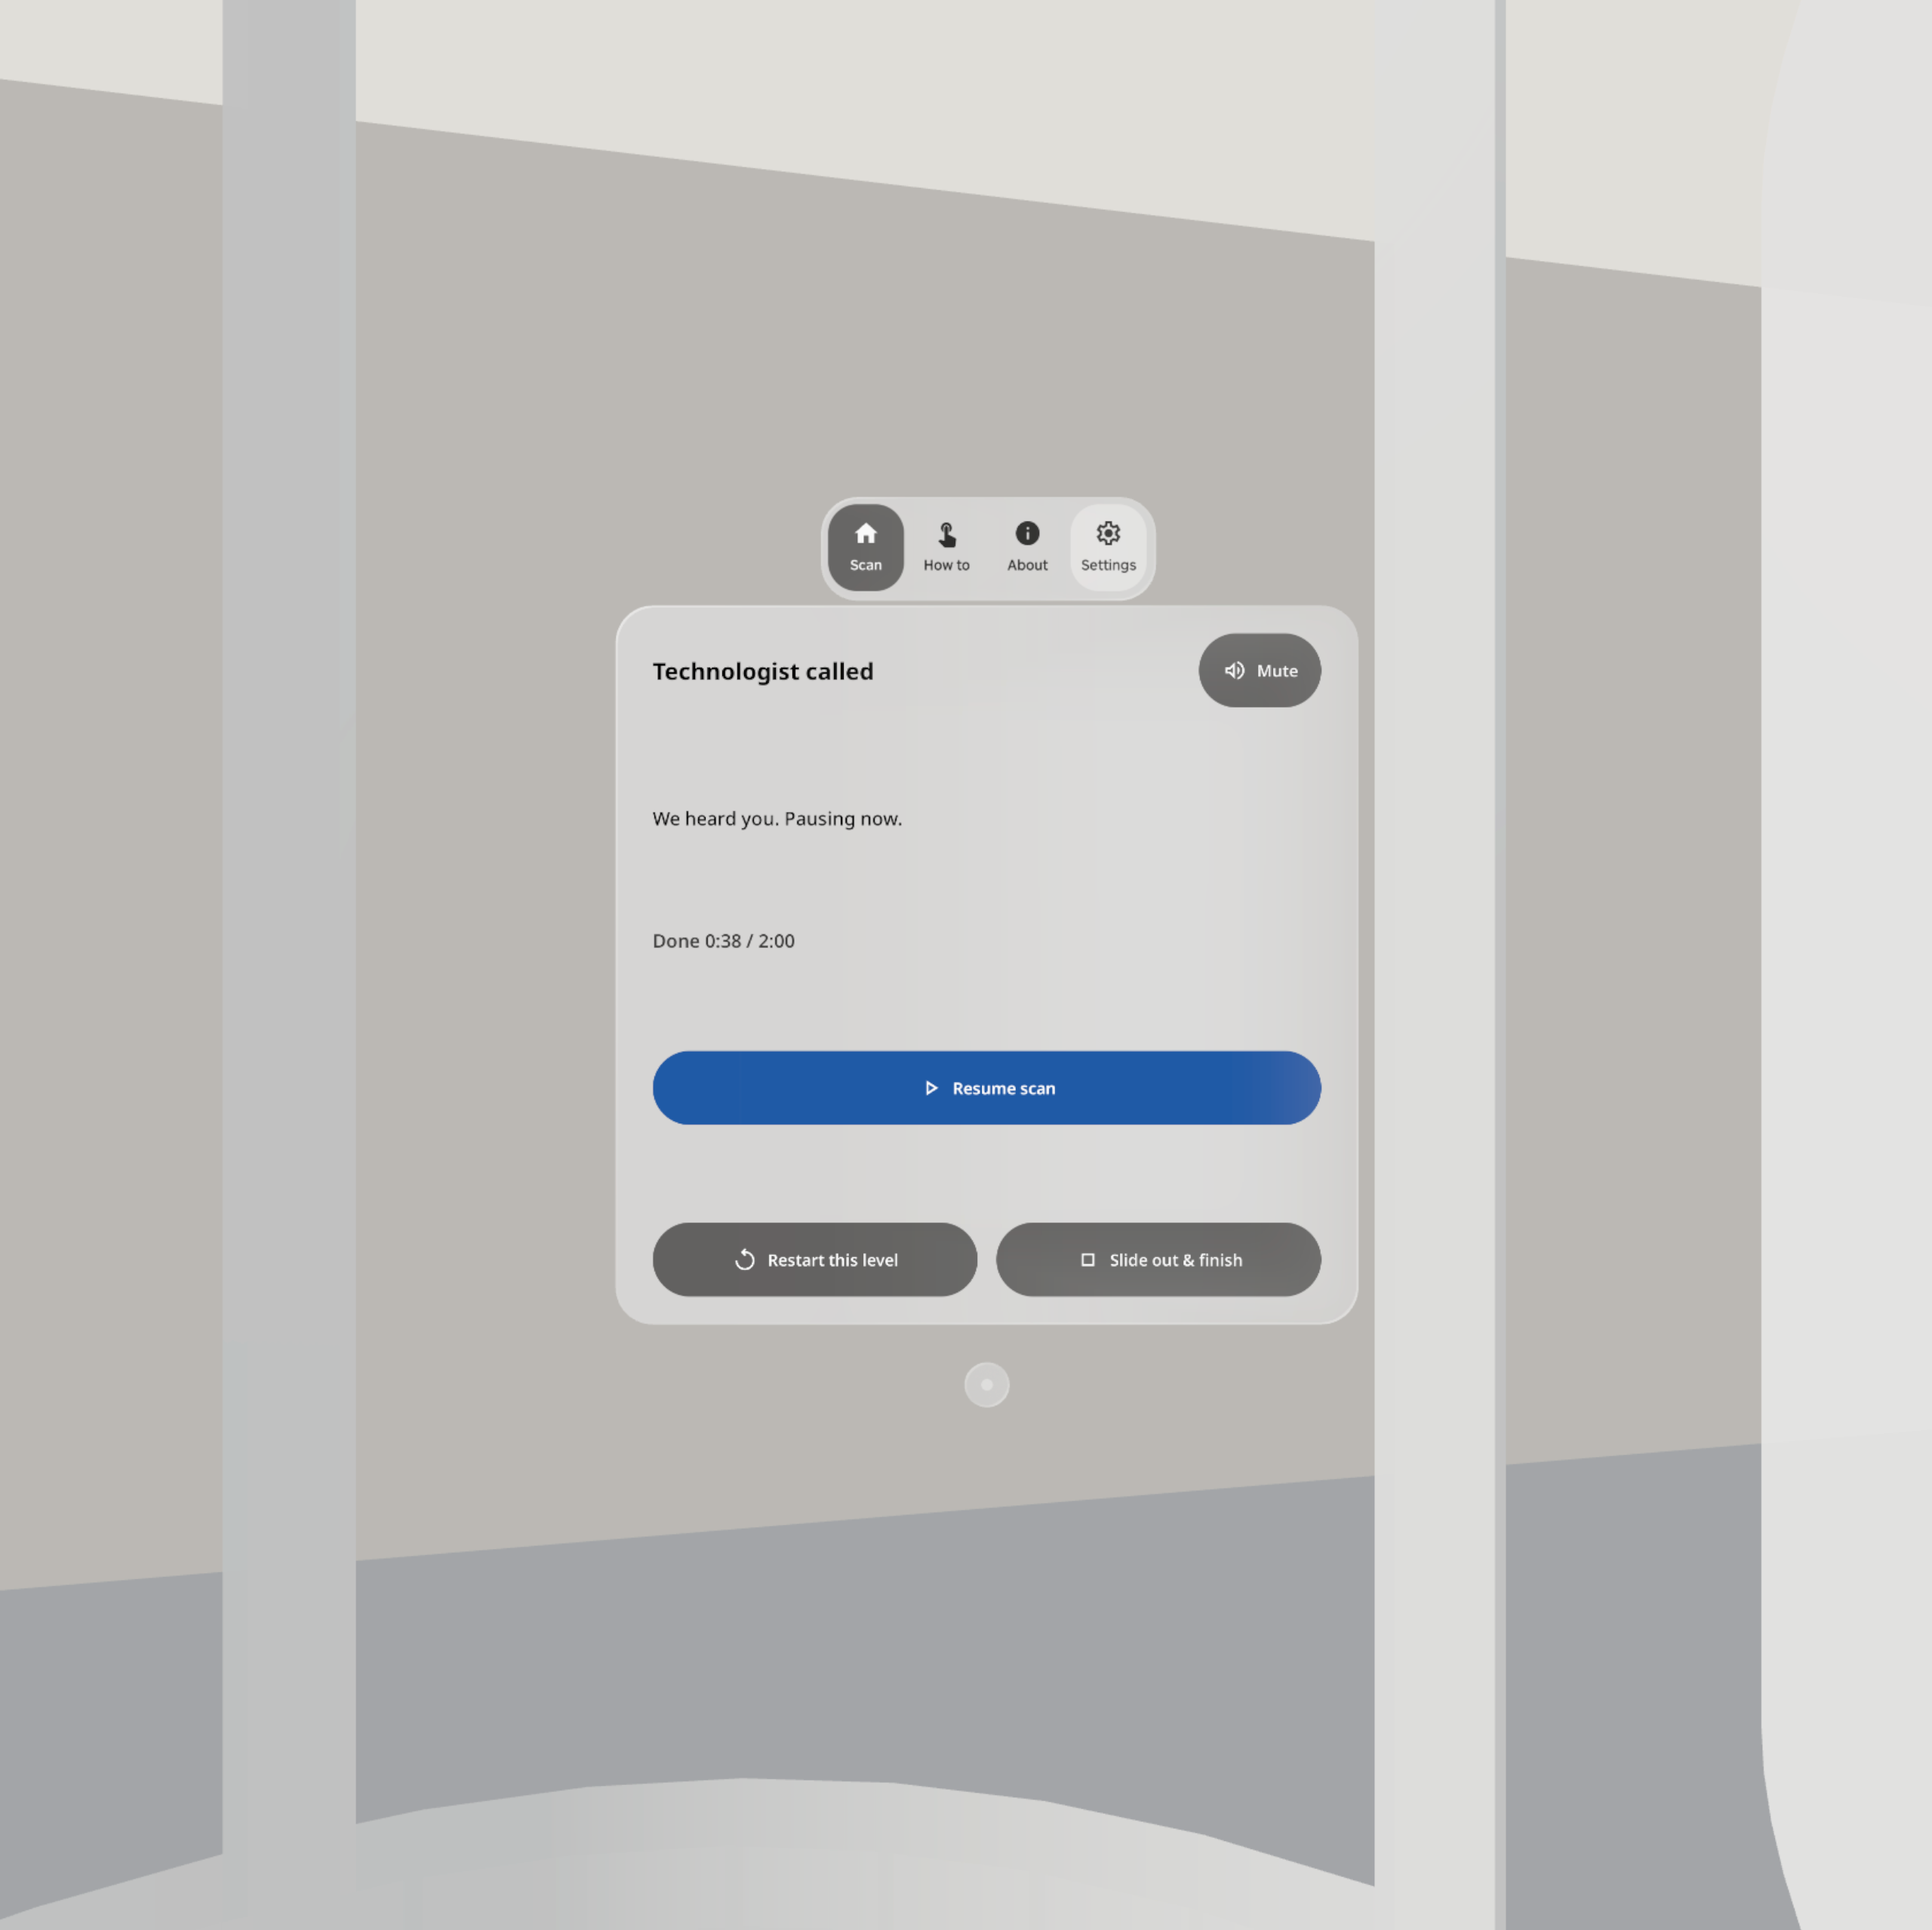 Scan
How to
About
Settings
Technologist called
Mute
We heard you. Pausing now.
Done 0:38 / 2:00
Resume scan
Restart this level
Slide out & finish